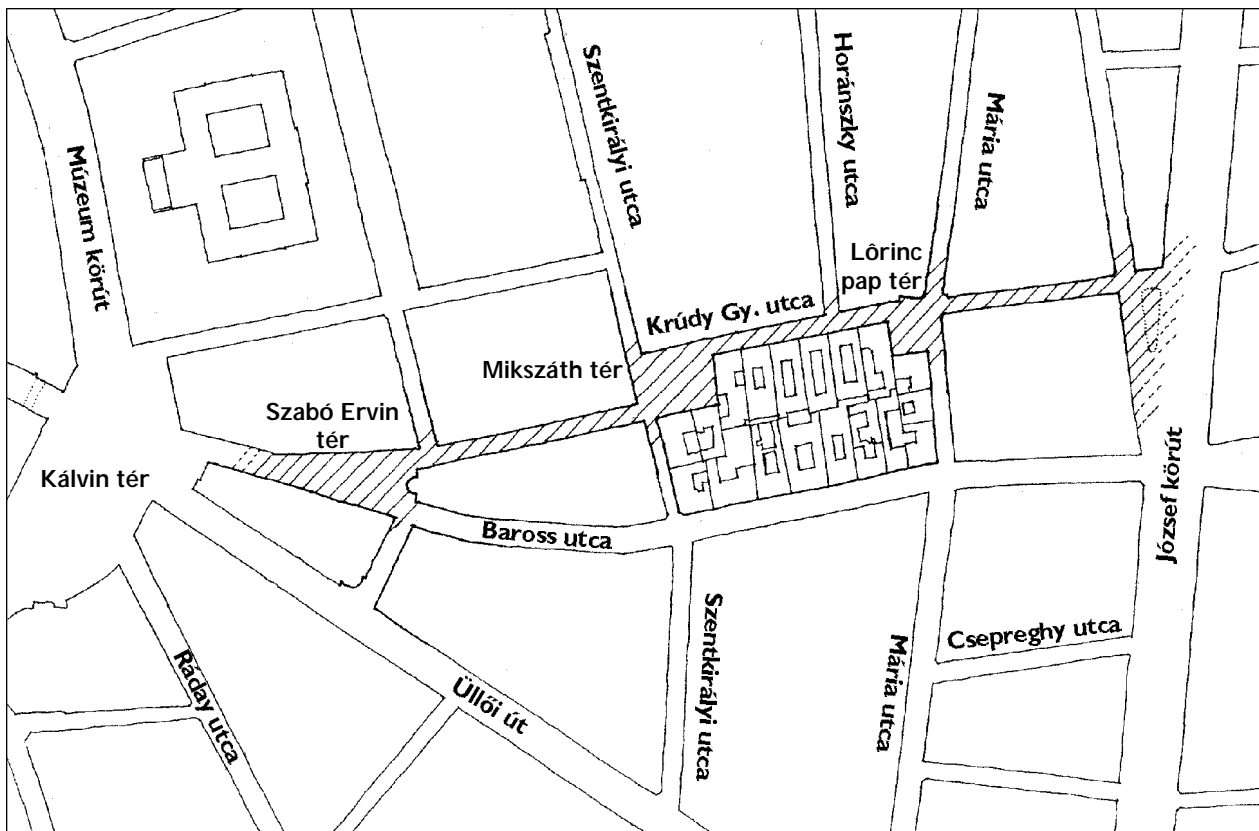 Múzeum körút
Szentkirályi utca
Horánszky utca
Mária utca
Lôrinc
pap tér
Krúdy Gy. utca
Mikszáth tér
Szabó Ervin
tér
Kálvin tér
Baross utca
József körút
Szentkirályi utca
Mária utca
Csepreghy utca
Ráday utca
Üllői út